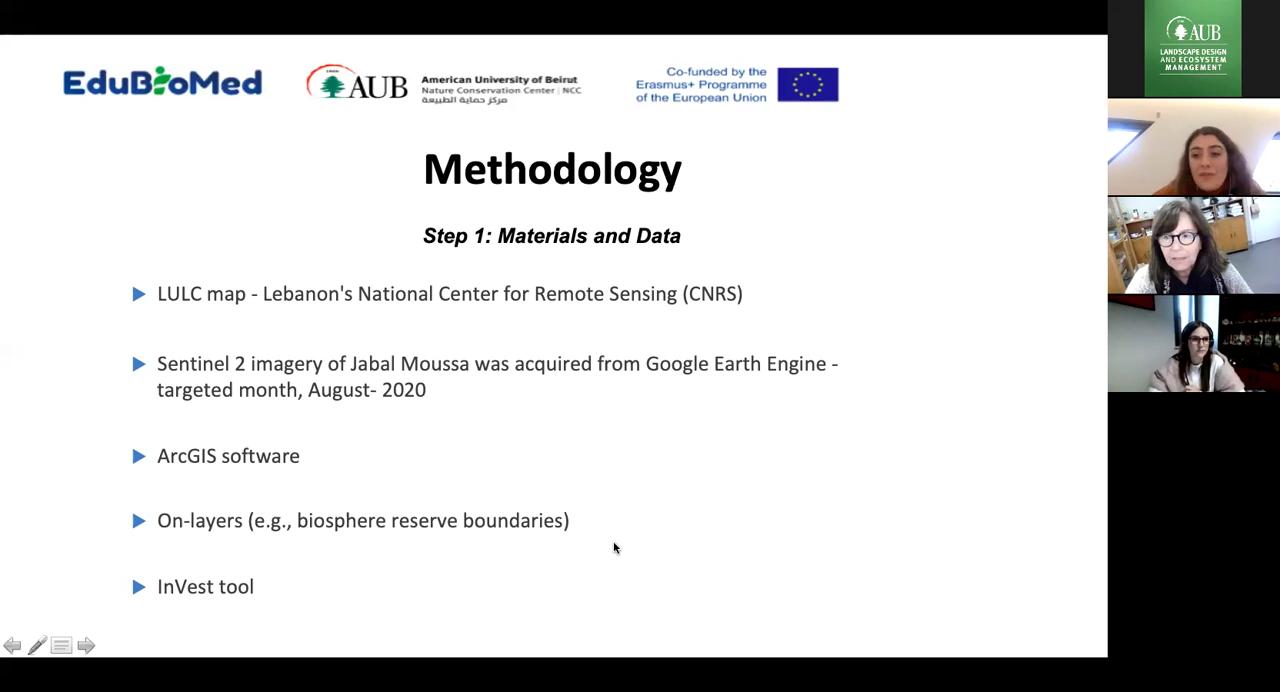 EduBioMed
AUB
American University of Beirut
Nature Conservation Center | NCC
مركز حماية الطبيعة
Co-funded by the
Erasmus+ Programme
of the European Union
Methodology
Step 1: Materials and Data
LULC map - Lebanon's National Center for Remote Sensing (CNRS)
Sentinel 2 imagery of Jabal Moussa was acquired from Google Earth Engine -
targeted month, August- 2020
ArcGIS software
On-layers (e.g., biosphere reserve boundaries)
InVest tool
AUB
LANDSCAPE DESIGN
AND ECOSYSTEM
MANAGEMENT